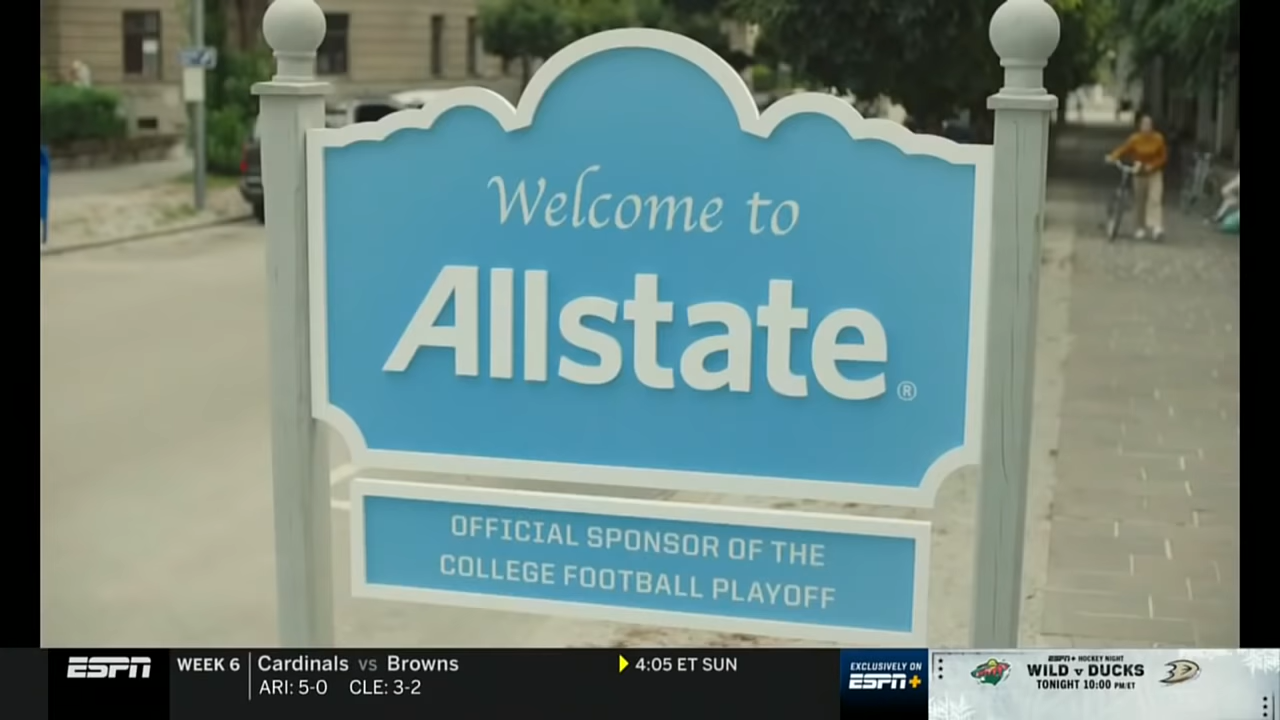 Welcome to
Allstate®
OFFICIAL SPONSOR OF THE
COLLEGE FOOTBALL PLAYOFF
ESPN
WEEK 6
Cardinals vs Browns
ARI: 5-0 CLE: 3-2
4:05 ET SUN
EXCLUSIVELY ON
ESPN+
ESPN+ HOCKEY NIGHT
WILD v DUCKS
TONIGHT 10:00 PM/ET